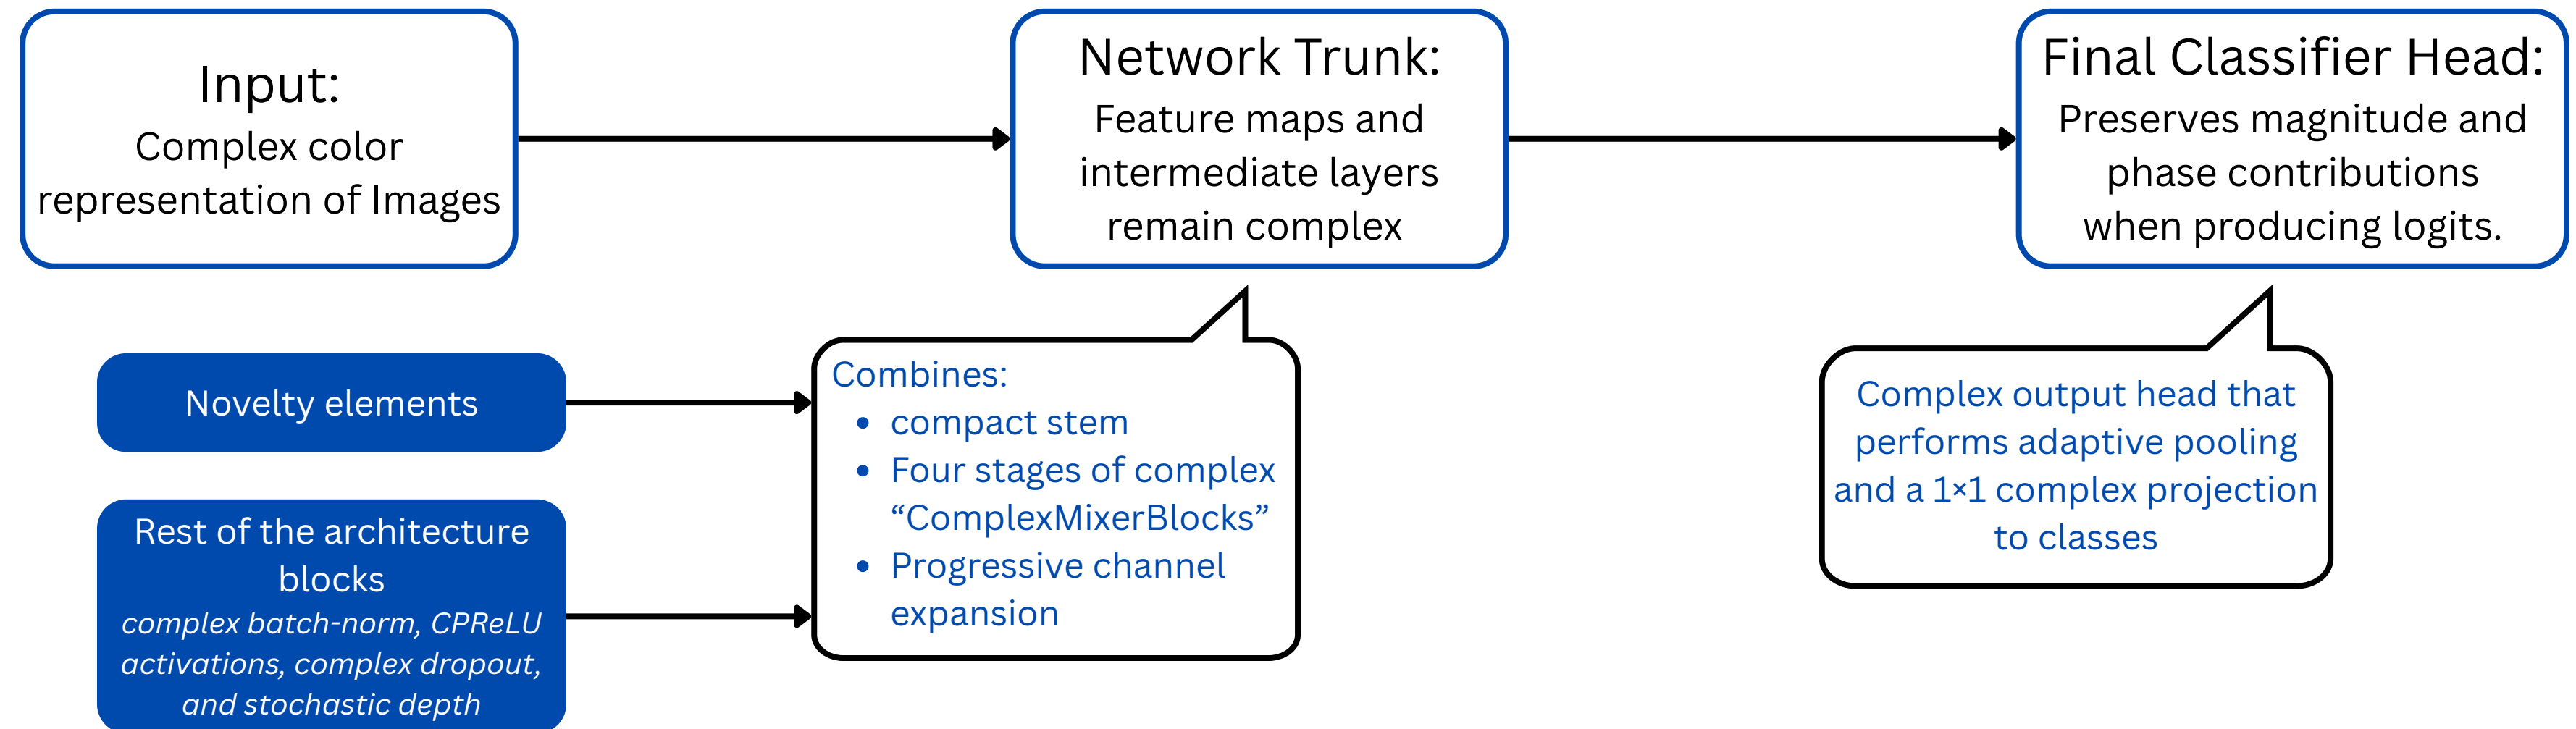 Input:
Complex color
representation of Images
Network Trunk:
Feature maps and
intermediate layers
remain complex
Final Classifier Head:
Preserves magnitude and
phase contributions
when producing logits.
Novelty elements
Rest of the architecture
blocks
complex batch-norm, CPReLU
activations, complex dropout,
and stochastic depth
Combines:
• compact stem
• Four stages of complex
“ComplexMixerBlocks”
• Progressive channel
expansion
Complex output head that
performs adaptive pooling
and a 1×1 complex projection
to classes